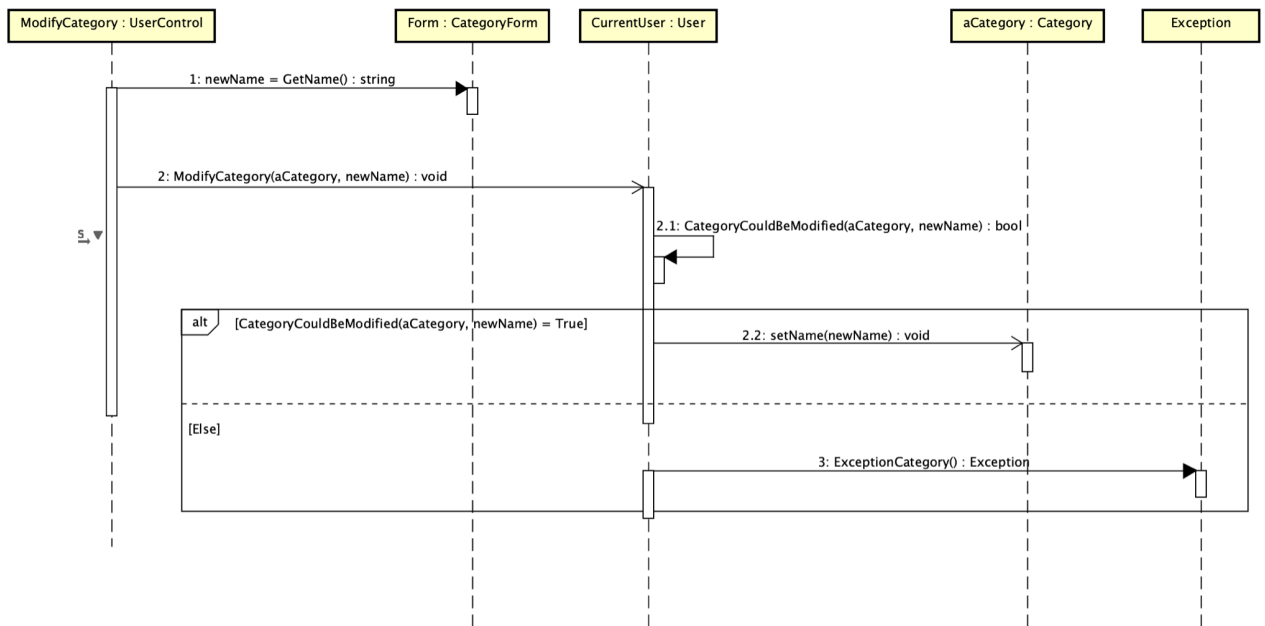 ModifyCategory : UserControl
Form : CategoryForm
CurrentUser : User
aCategory : Category
Exception
1: newName = GetName() : string
2: ModifyCategory(aCategory, newName) : void
2.1: CategoryCouldBeModified(aCategory, newName) : bool
s
alt
[CategoryCouldBeModified(aCategory, newName) = True]
2.2: setName(newName) : void
[Else]
3: ExceptionCategory() : Exception